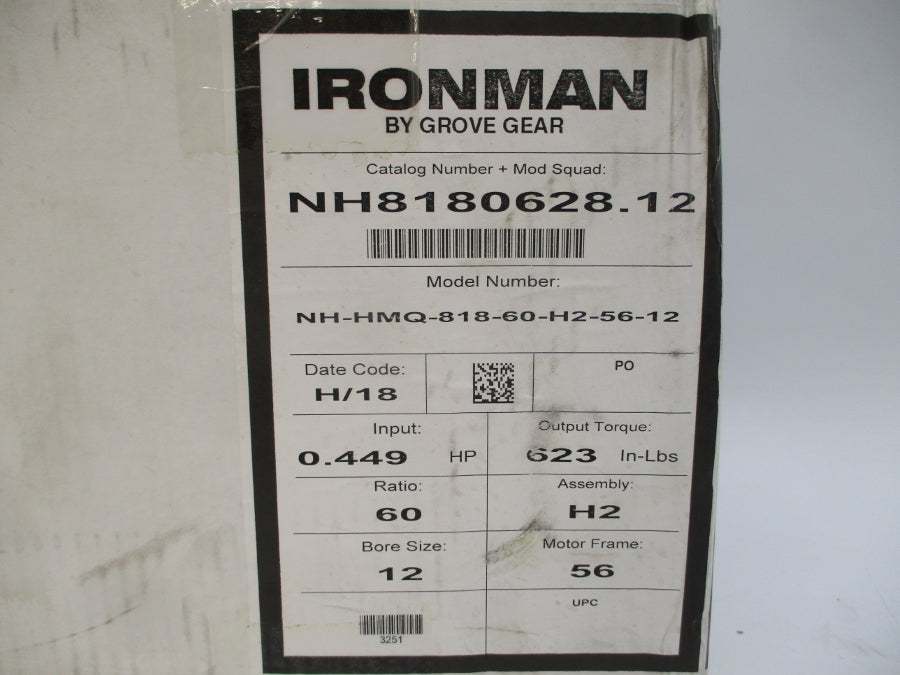 IRONMAN
BY GROVE GEAR
Catalog Number + Mod Squad:
NH8180628.12
Model Number:
NH-HMQ-818-60-H2-56-12
Date Code:
H/18
PO
Input:
0.449 HP
Output Torque:
623 In-Lbs
Ratio:
60
Assembly:
H2
Bore Size:
12
Motor Frame:
56
UPC
3251